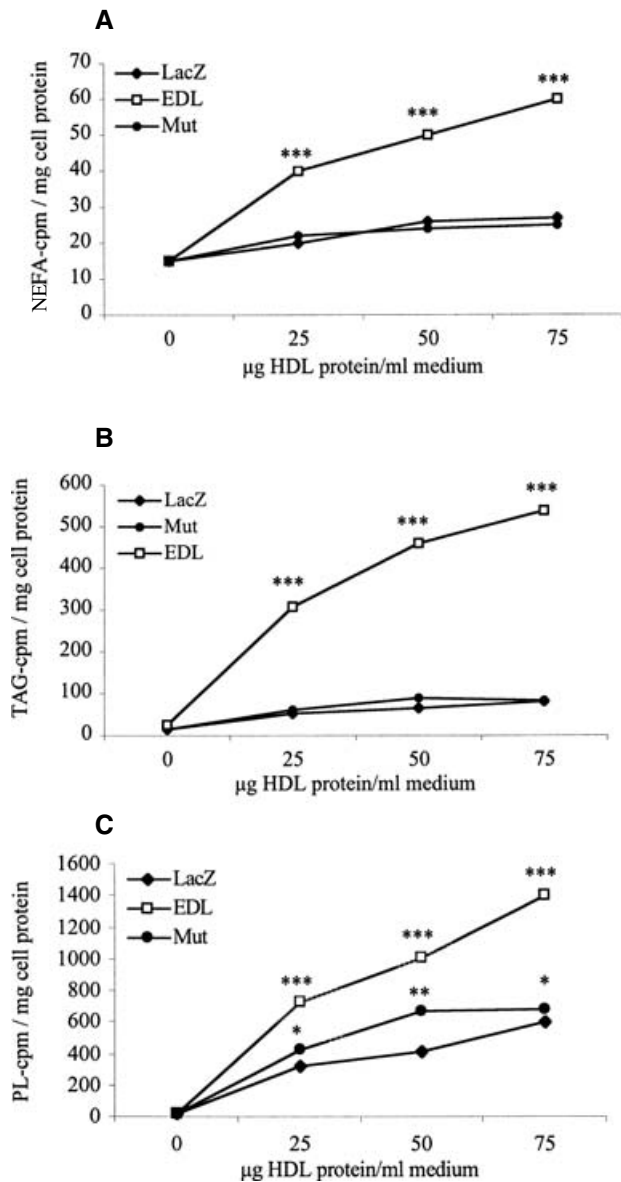 A
NEFA-cpm / mg cell protein
70
60
50
40
30
20
10
0
LacZ
EDL
Mut
***
***
***
0 25 50 75
µg HDL protein/ml medium
B
TAG-cpm / mg cell protein
600
500
400
300
200
100
0
LacZ
Mut
EDL
***
***
***
0 25 50 75
µg HDL protein/ml medium
C
PL-cpm / mg cell protein
1600
1400
1200
1000
800
600
400
200
0
LacZ
EDL
Mut
***
***
***
*
**
*
0 25 50 75
µg HDL protein/ml medium